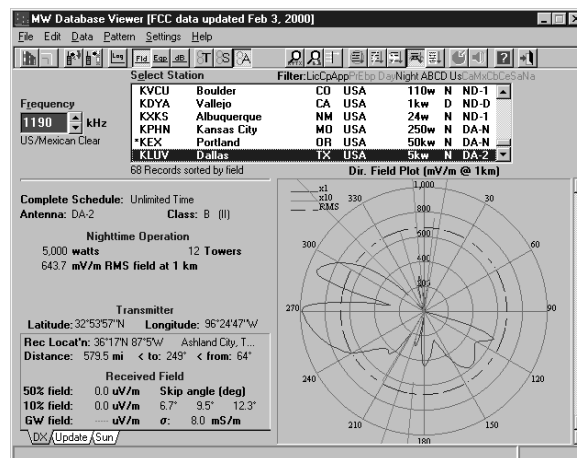 MW Database Viewer [FCC data updated Feb 3, 2000]
File Edit Data Pattern Settings Help
Log Fld Eqp dB T S A
Select Station Filter:LicCpAppPrEbp Day Night ABCD UsCaMxCbCeSaNa
KVCU Boulder CO USA 110w N ND-1
KDYA Vallejo CA USA 1kw D ND-D
KXKS Albuquerque NM USA 24w N ND-1
KPHN Kansas City MO USA 250w N DA-N
*KEX Portland OR USA 50kw N DA-N
KLUV Dallas TX USA 5kw N DA-2
Frequency
1190 kHz
US/Mexican Clear
68 Records sorted by field
Dir. Field Plot (mV/m @ 1km)
Complete Schedule: Unlimited Time
Antenna: DA-2 Class: B (II)
Nighttime Operation
5,000 watts 12 Towers
643.7 mV/m RMS field at 1 km
Transmitter
Latitude: 32°53'57"N Longitude: 96°24'47"W
Rec Locat'n: 36°17'N 87°5'W Ashland City, T...
Distance: 579.5 mi < to: 249° < from: 64°
Received Field
50% field: 0.0 uV/m Skip angle (deg)
10% field: 0.0 uV/m 6.7° 9.5° 12.3°
GW field: ---- uV/m σ: 8.0 mS/m
DX Update Sun
x1
x10
RMS
1,000
800
600
400
30
60
90
120
150
180
210
240
270
300
330